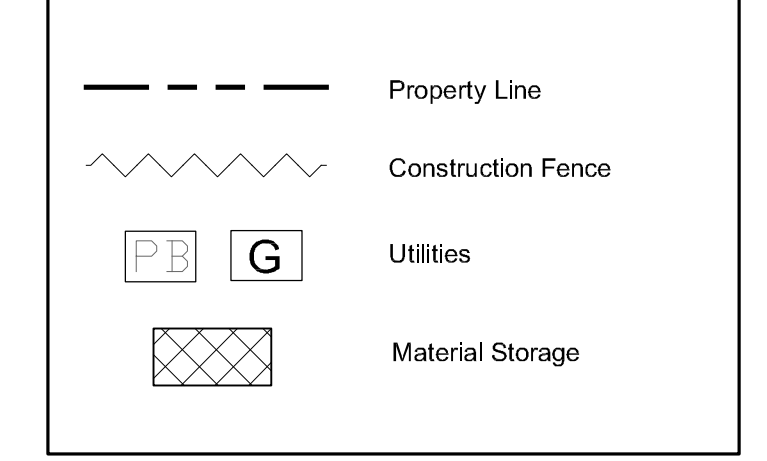 Property Line
Construction Fence
PB G Utilities
Material Storage